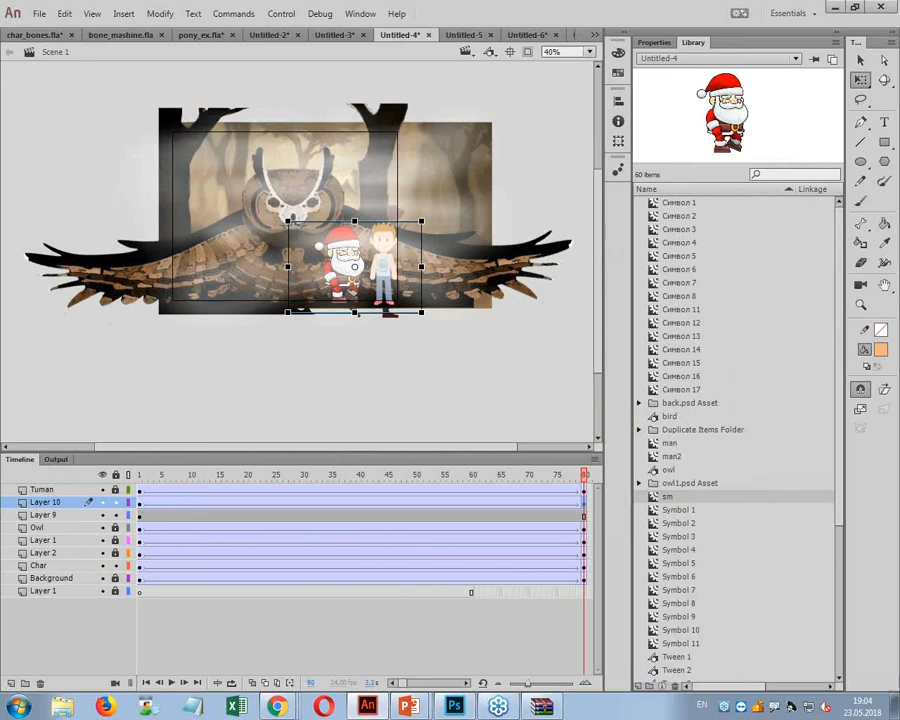 An File Edit View Insert Modify Text Commands Control Debug Window Help Essentials
char_bones.fla* × bone_mashine.fla × pony_ex.fla* × Untitled-2* × Untitled-3* × Untitled-4* × Untitled-5 × Untitled-6* ×
Scene 1 40%
Properties Library
Untitled-4
60 items
Name Linkage
Символ 1
Символ 2
Символ 3
Символ 4
Символ 5
Символ 6
Символ 7
Символ 8
Символ 11
Символ 12
Символ 13
Символ 14
Символ 15
Символ 16
Символ 17
back.psd Asset
bird
Duplicate Items Folder
man
man2
owl
owl1.psd Asset
sm
Symbol 1
Symbol 2
Symbol 3
Symbol 4
Symbol 5
Symbol 6
Symbol 7
Symbol 8
Symbol 9
Symbol 10
Symbol 11
Tween 1
Tween 2
T...
Timeline Output
1 5 10 15 20 25 30 35 40 45 50 55 60 65 70 75 80
Tuman
Layer 10
Layer 9
Owl
Layer 1
Layer 2
Char
Background
Layer 1
80 24.00 fps 3.3 s
EN 19:04
23.05.2018